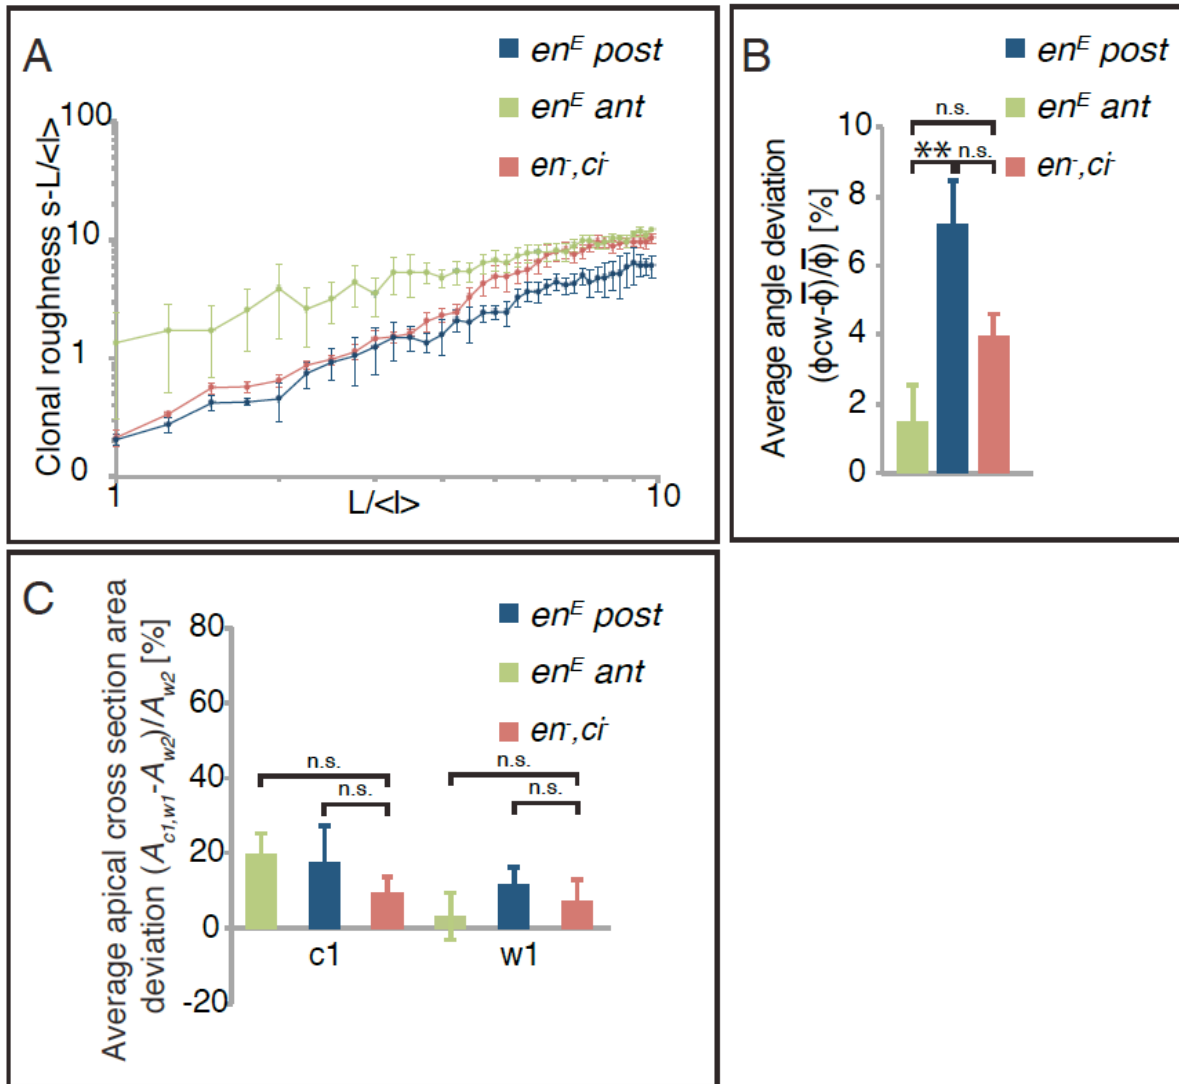 A
en^E post
en^E ant
en-,ci-
Clonal roughness s-L/<l>
100
10
1
0
1
10
L/<l>
B
en^E post
en^E ant
en-,ci-
Average angle deviation
(ϕcw-ϕ̅)/ϕ̅) [%]
10
8
6
4
2
0
n.s.
** n.s.
C
en^E post
en^E ant
en-,ci-
Average apical cross section area
deviation (A_c1,w1-A_w2)/A_w2 [%]
80
60
40
20
0
-20
n.s.
n.s.
n.s.
n.s.
c1
w1